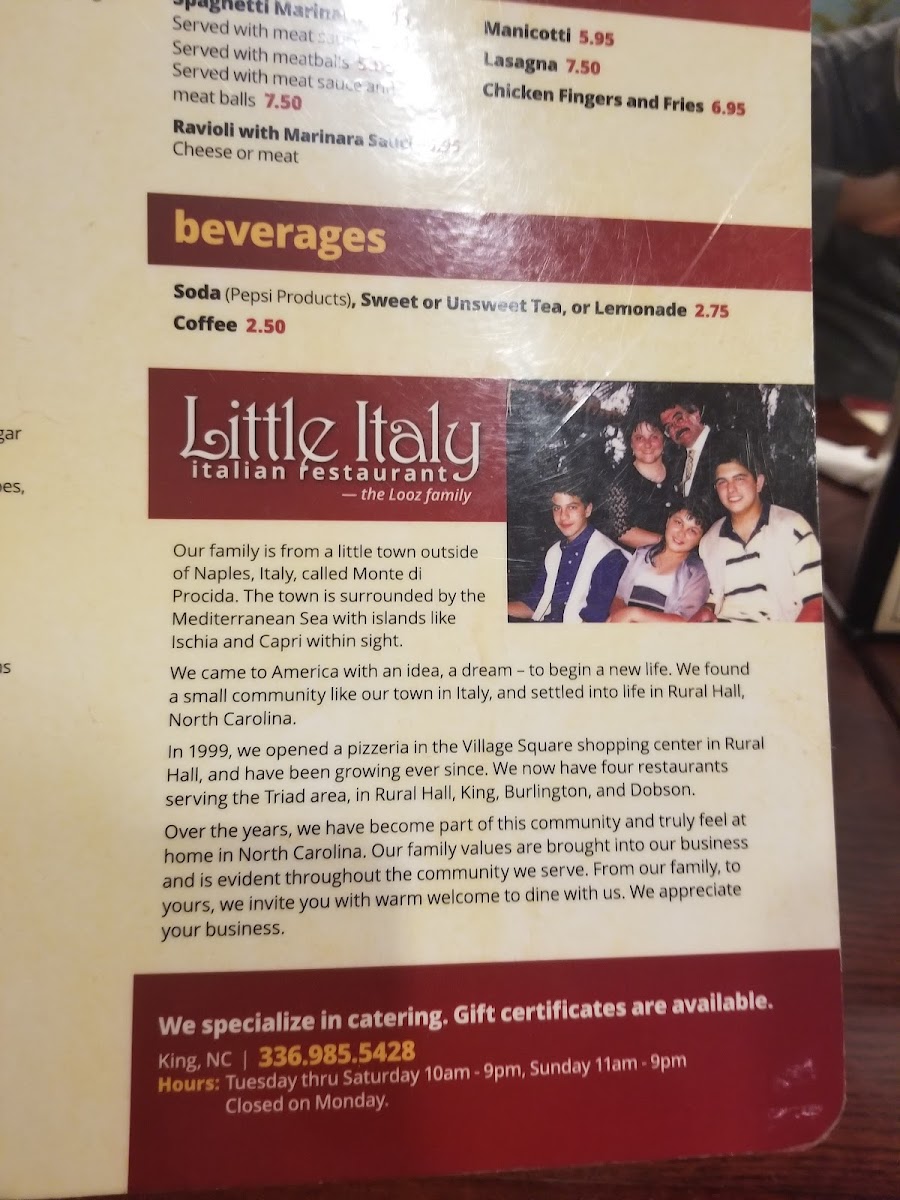 Spaghetti
Served with meat
Served with meatballs
Served with meat sauce and
meat balls 7.50
Ravioli with Marinara
Cheese or meat
Manicotti 5.95
Lasagna 7.50
Chicken Fingers and Fries 6.95
beverages
Soda (Pepsi Products), Sweet or Unsweet Tea, or Lemonade 2.75
Coffee 2.50
Little Italy
italian restaurant
— the Looz family
Our family is from a little town outside
of Naples, Italy, called Monte di
Procida. The town is surrounded by the
Mediterranean Sea with islands like
Ischia and Capri within sight.
We came to America with an idea, a dream – to begin a new life. We found
a small community like our town in Italy, and settled into life in Rural Hall,
North Carolina.
In 1999, we opened a pizzeria in the Village Square shopping center in Rural
Hall, and have been growing ever since. We now have four restaurants
serving the Triad area, in Rural Hall, King, Burlington, and Dobson.
Over the years, we have become part of this community and truly feel at
home in North Carolina. Our family values are brought into our business
and is evident throughout the community we serve. From our family, to
yours, we invite you with warm welcome to dine with us. We appreciate
your business.
We specialize in catering. Gift certificates are available.
King, NC | 336.985.5428
Hours: Tuesday thru Saturday 10am - 9pm, Sunday 11am - 9pm
Closed on Monday.